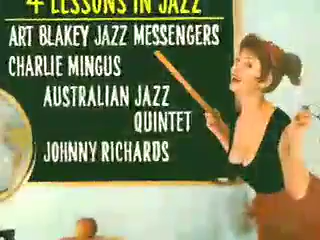 4 LESSONS IN JAZZ
ART BLAKEY JAZZ MESSENGERS
CHARLIE MINGUS
AUSTRALIAN JAZZ
QUINTET
JOHNNY RICHARDS